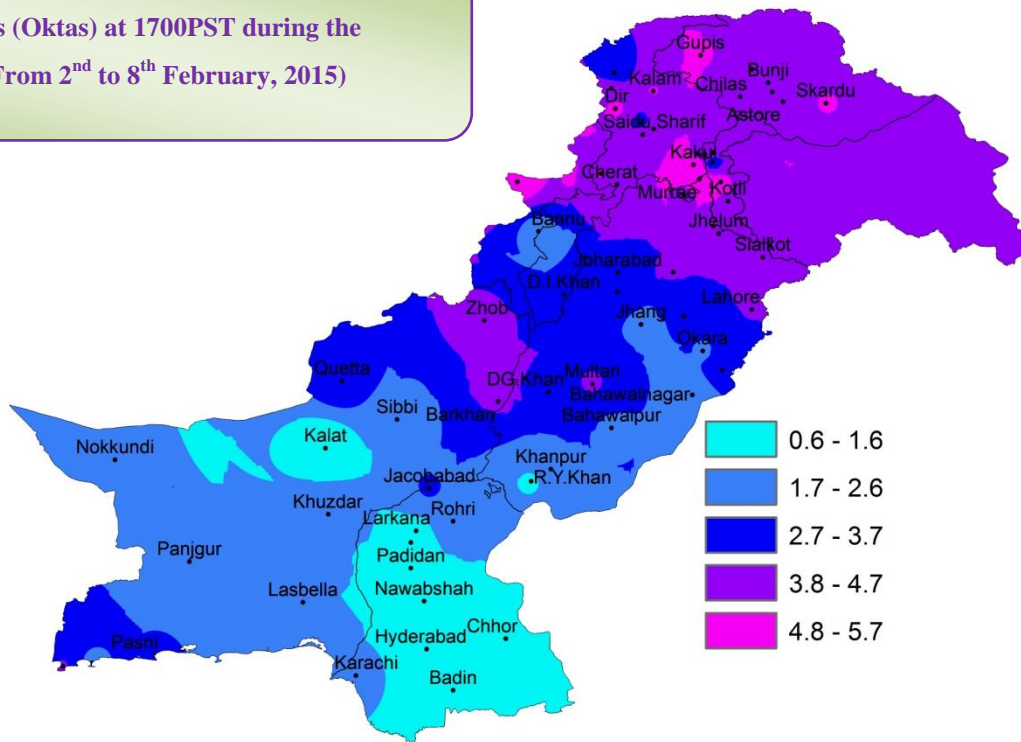 s (Oktas) at 1700PST during the
From 2nd to 8th February, 2015)
Gupis
Bunji
Kalam
Chilas
Skardu
Dir
Astore
Saidu Sharif
Kakul
Cherat
Murree
Kotli
Bannu
Jhelum
Sialkot
Joharabad
D.I.Khan
Lahore
Zhob
Jhang
Okara
Quetta
DG.Khan
Multan
Bahawalnagar
Sibbi
Barkhan
Bahawalpur
Kalat
Nokkundi
Khanpur
R.Y.Khan
Jacobabad
Khuzdar
Rohri
Larkana
Panjgur
Padidan
Lasbella
Nawabshah
Chhor
Pasni
Hyderabad
Karachi
Badin
0.6 - 1.6
1.7 - 2.6
2.7 - 3.7
3.8 - 4.7
4.8 - 5.7